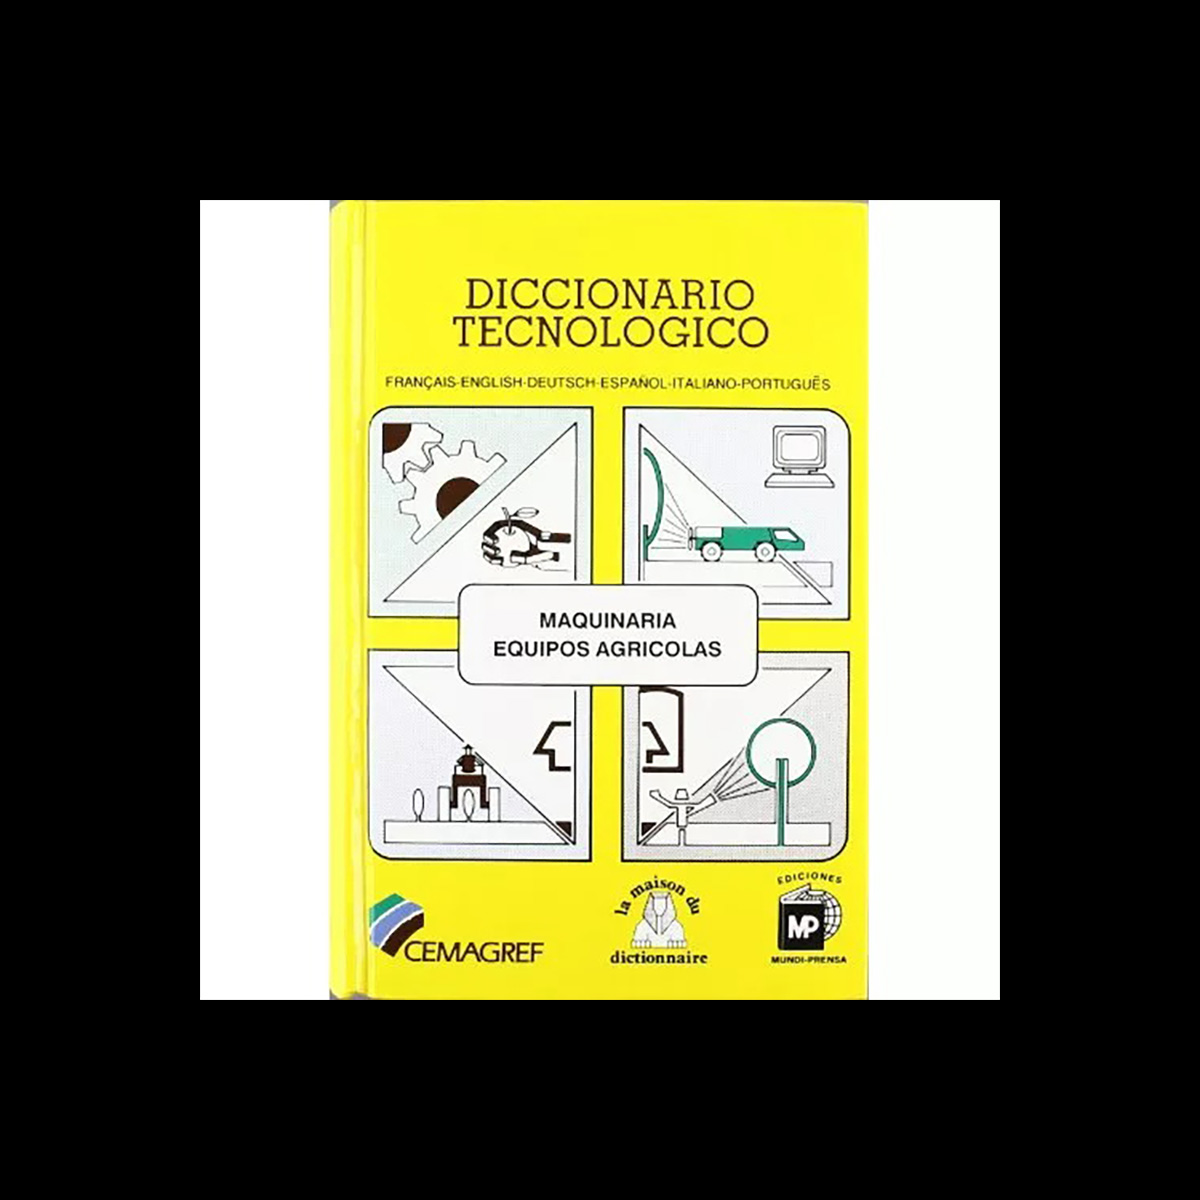 DICCIONARIO
TECNOLOGICO
FRANÇAIS-ENGLISH-DEUTSCH-ESPAÑOL-ITALIANO-PORTUGUÊS
MAQUINARIA
EQUIPOS AGRICOLAS
CEMAGREF
la maison du
dictionnaire
EDICIONES
MP
MUNDI-PRENSA